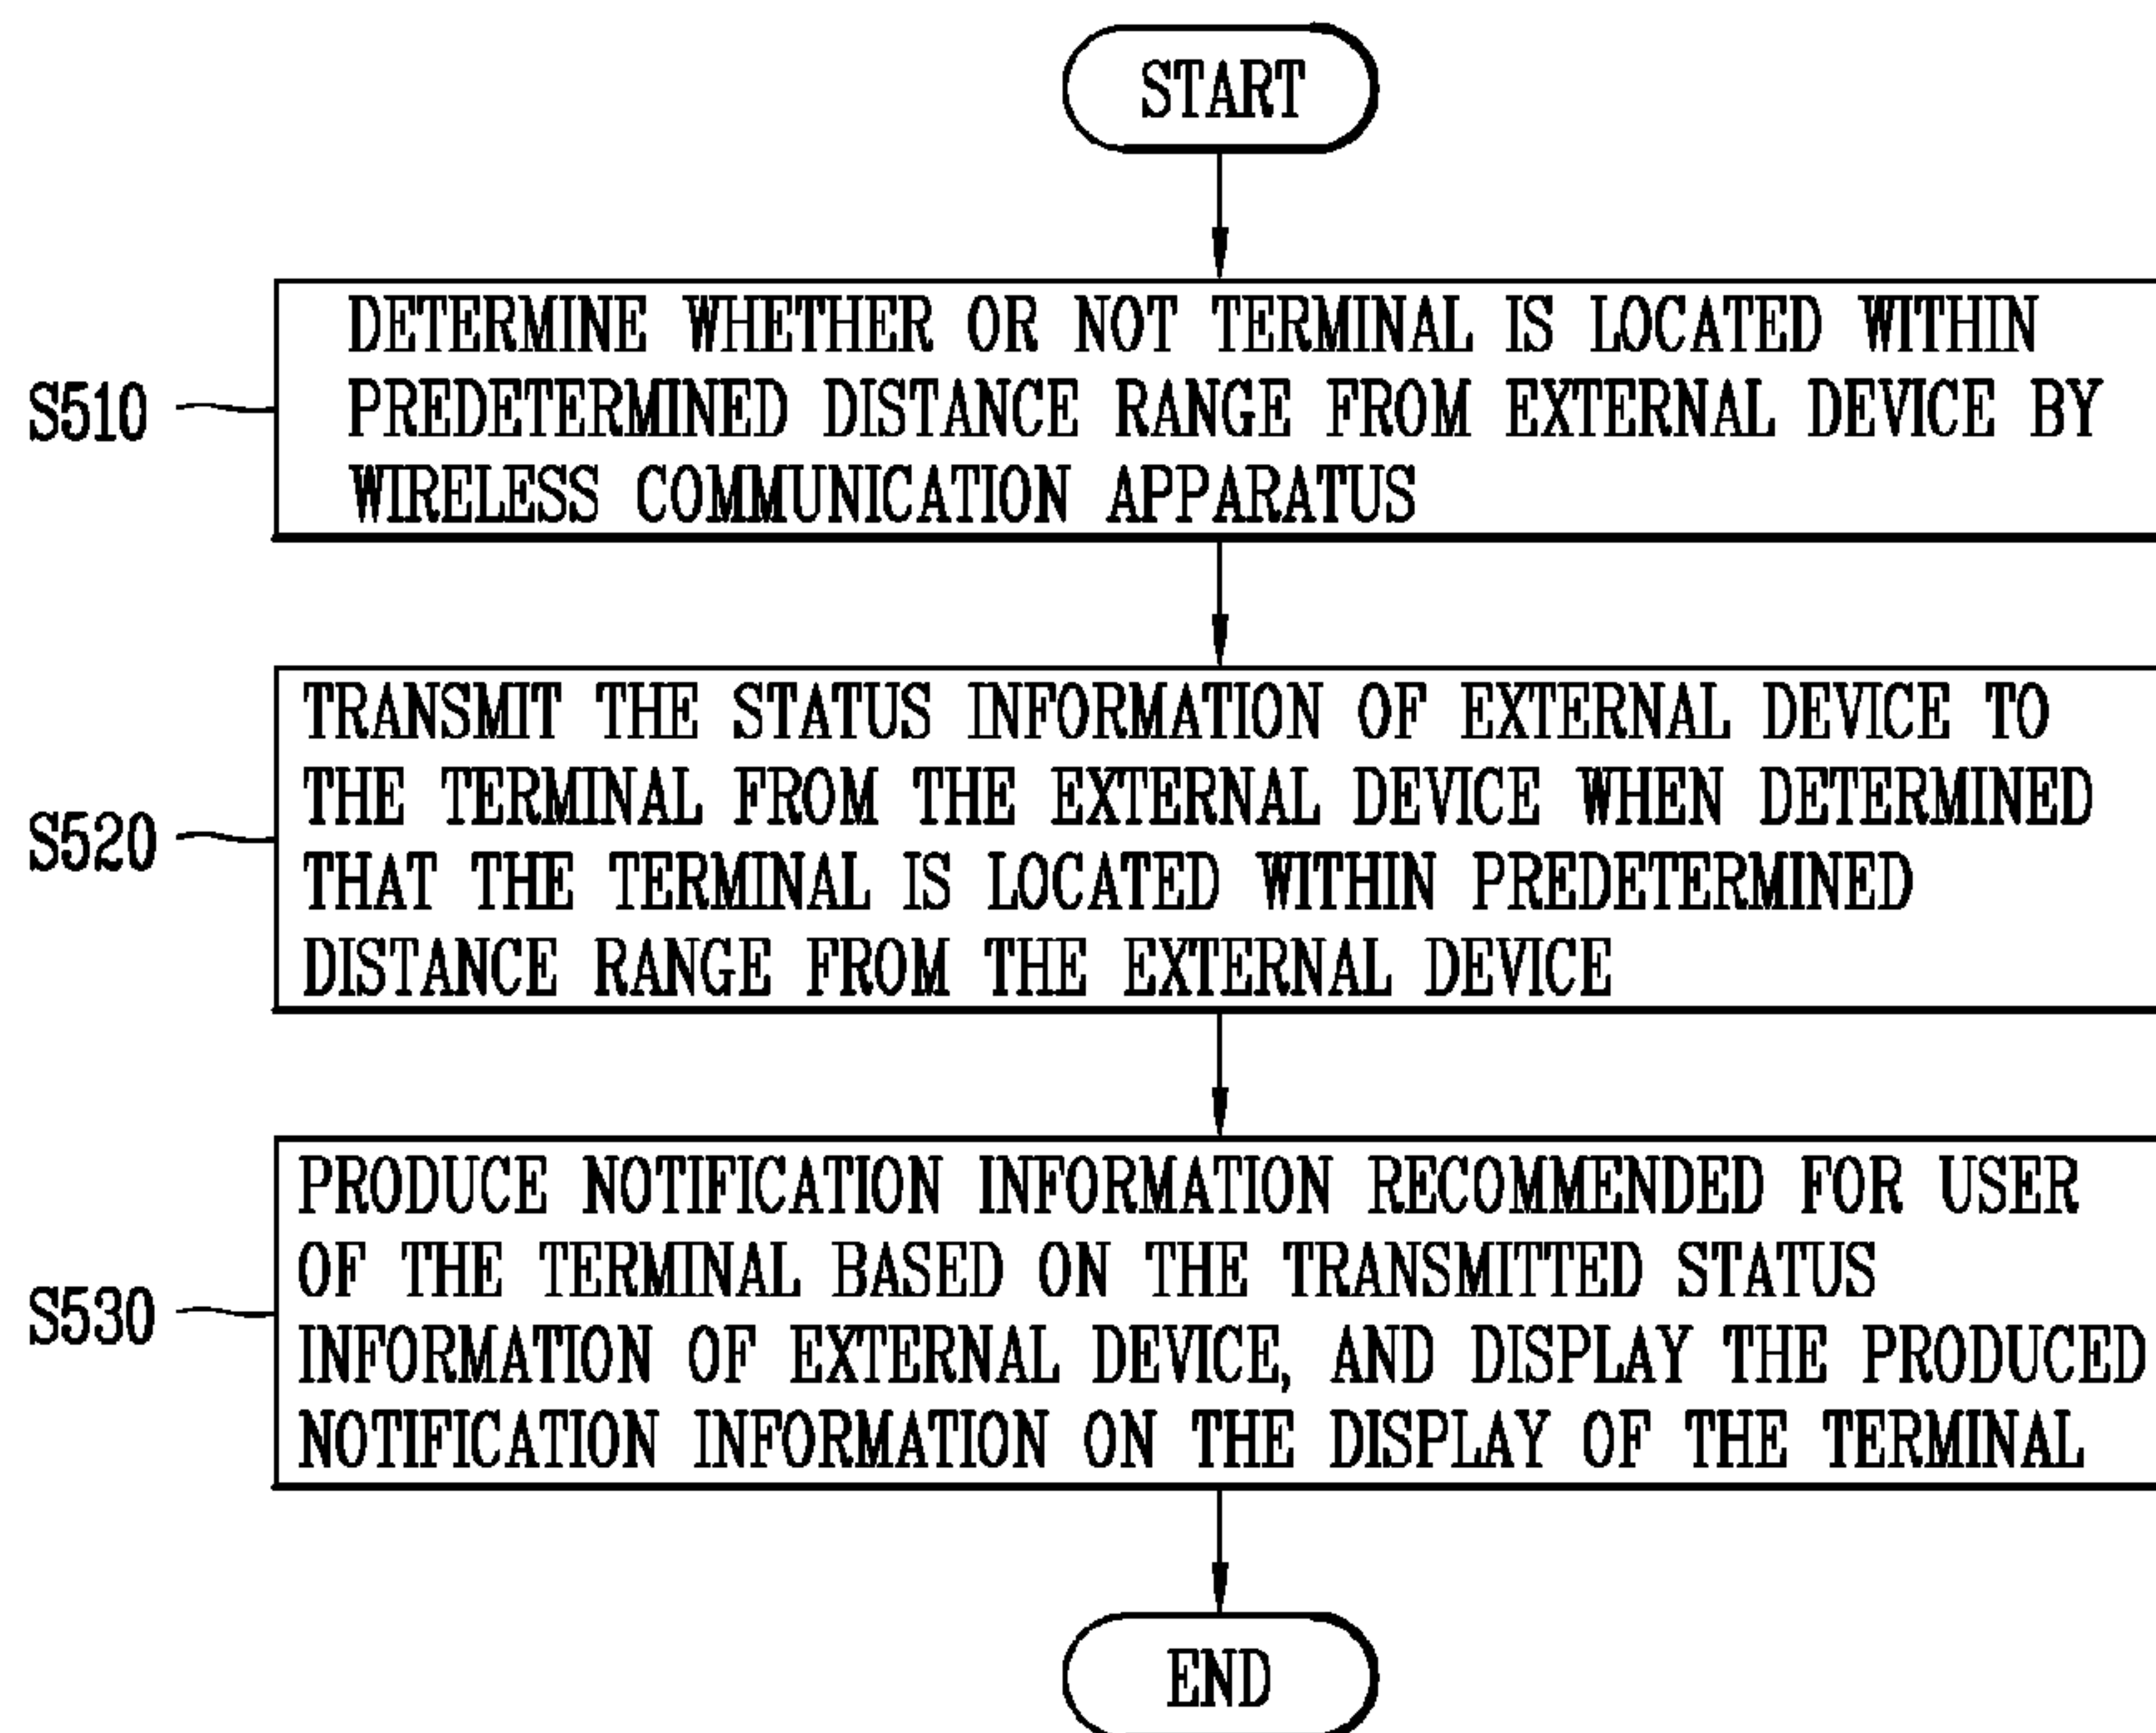 START
S510
DETERMINE WHETHER OR NOT TERMINAL IS LOCATED WITHIN
PREDETERMINED DISTANCE RANGE FROM EXTERNAL DEVICE BY
WIRELESS COMMUNICATION APPARATUS
S520
TRANSMIT THE STATUS INFORMATION OF EXTERNAL DEVICE TO
THE TERMINAL FROM THE EXTERNAL DEVICE WHEN DETERMINED
THAT THE TERMINAL IS LOCATED WITHIN PREDETERMINED
DISTANCE RANGE FROM THE EXTERNAL DEVICE
S530
PRODUCE NOTIFICATION INFORMATION RECOMMENDED FOR USER
OF THE TERMINAL BASED ON THE TRANSMITTED STATUS
INFORMATION OF EXTERNAL DEVICE, AND DISPLAY THE PRODUCED
NOTIFICATION INFORMATION ON THE DISPLAY OF THE TERMINAL
END